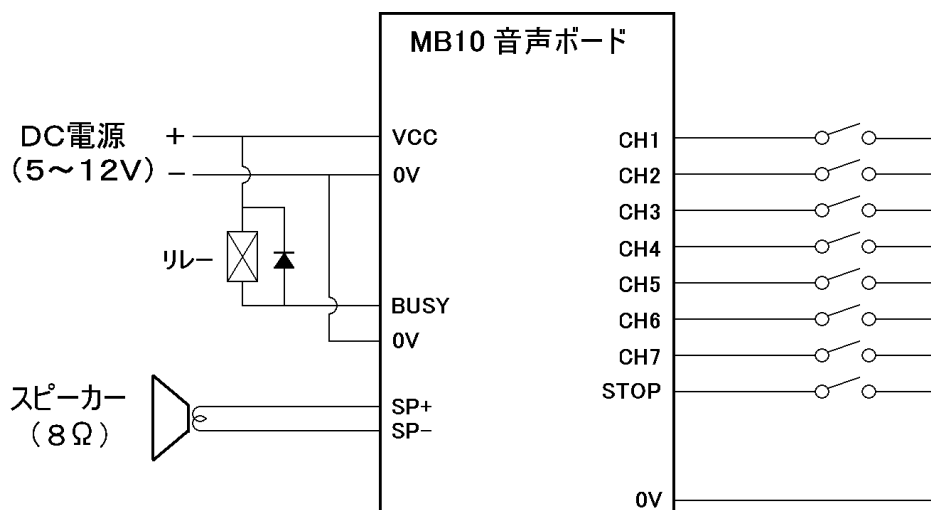 MB10 音声ボード
DC電源
(5～12V)
+
−
VCC
0V
リレー
BUSY
0V
スピーカー
(8Ω)
SP+
SP-
CH1
CH2
CH3
CH4
CH5
CH6
CH7
STOP
0V